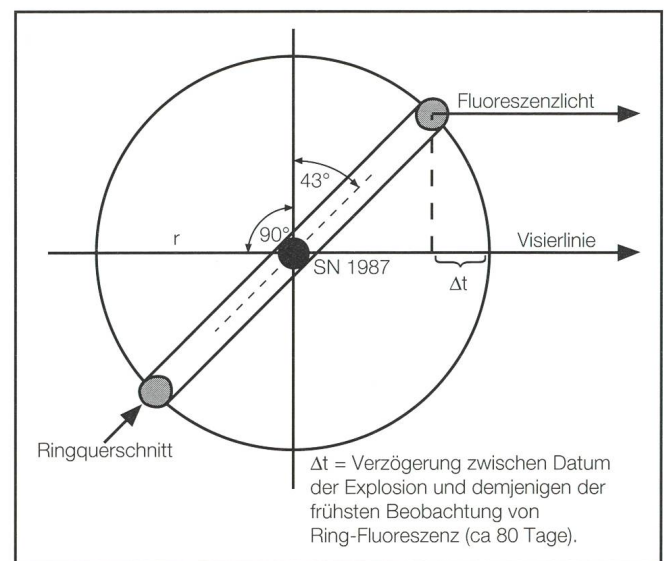 Fluoreszenzlicht
43°
r
90°
Visierlinie
SN 1987
Δt
Ringquerschnitt
Δt = Verzögerung zwischen Datum
der Explosion und demjenigen der
frühsten Beobachtung von
Ring-Fluoreszenz (ca 80 Tage).